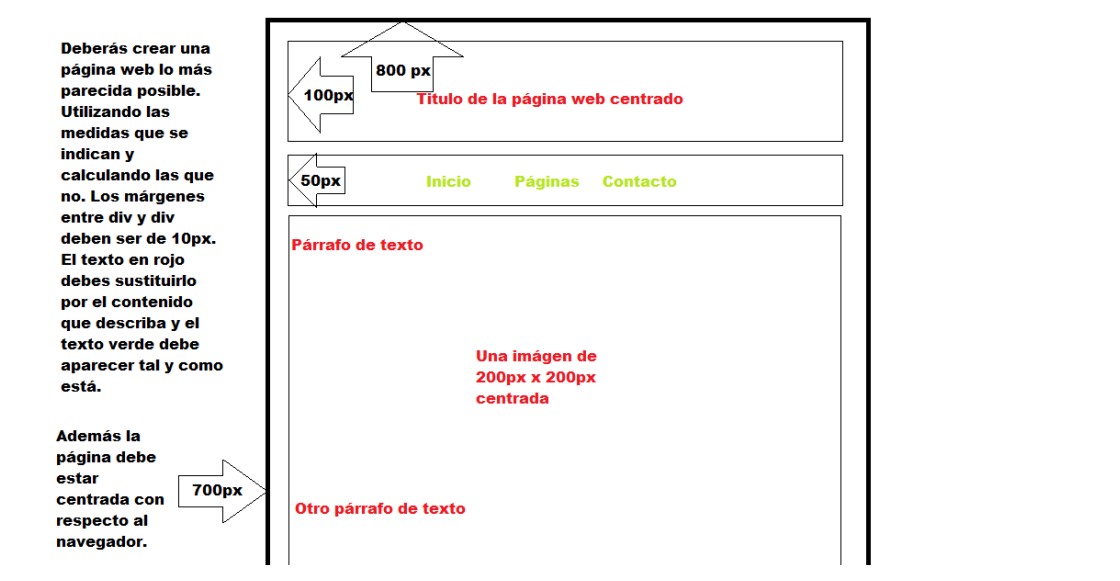 Deberás crear una
página web lo más
parecida posible.
Utilizando las
medidas que se
indican y
calculando las que
no. Los márgenes
entre div y div
deben ser de 10px.
El texto en rojo
debes sustituirlo
por el contenido
que describa y el
texto verde debe
aparecer tal y como
está.
Además la
página debe
estar
centrada con
respecto al
navegador.
700px
800 px
100px
Titulo de la página web centrado
50px
Inicio Páginas Contacto
Párrafo de texto
Una imágen de
200px x 200px
centrada
Otro párrafo de texto